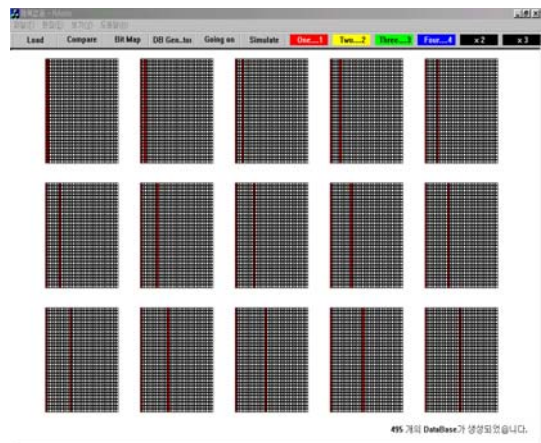 Load Compare Bit Map DB Gen..tor Going on Simulate One....1 Two....2 Three....3 Four....4 x 2 x 3
495 개의 DataBase가 생성되었습니다.